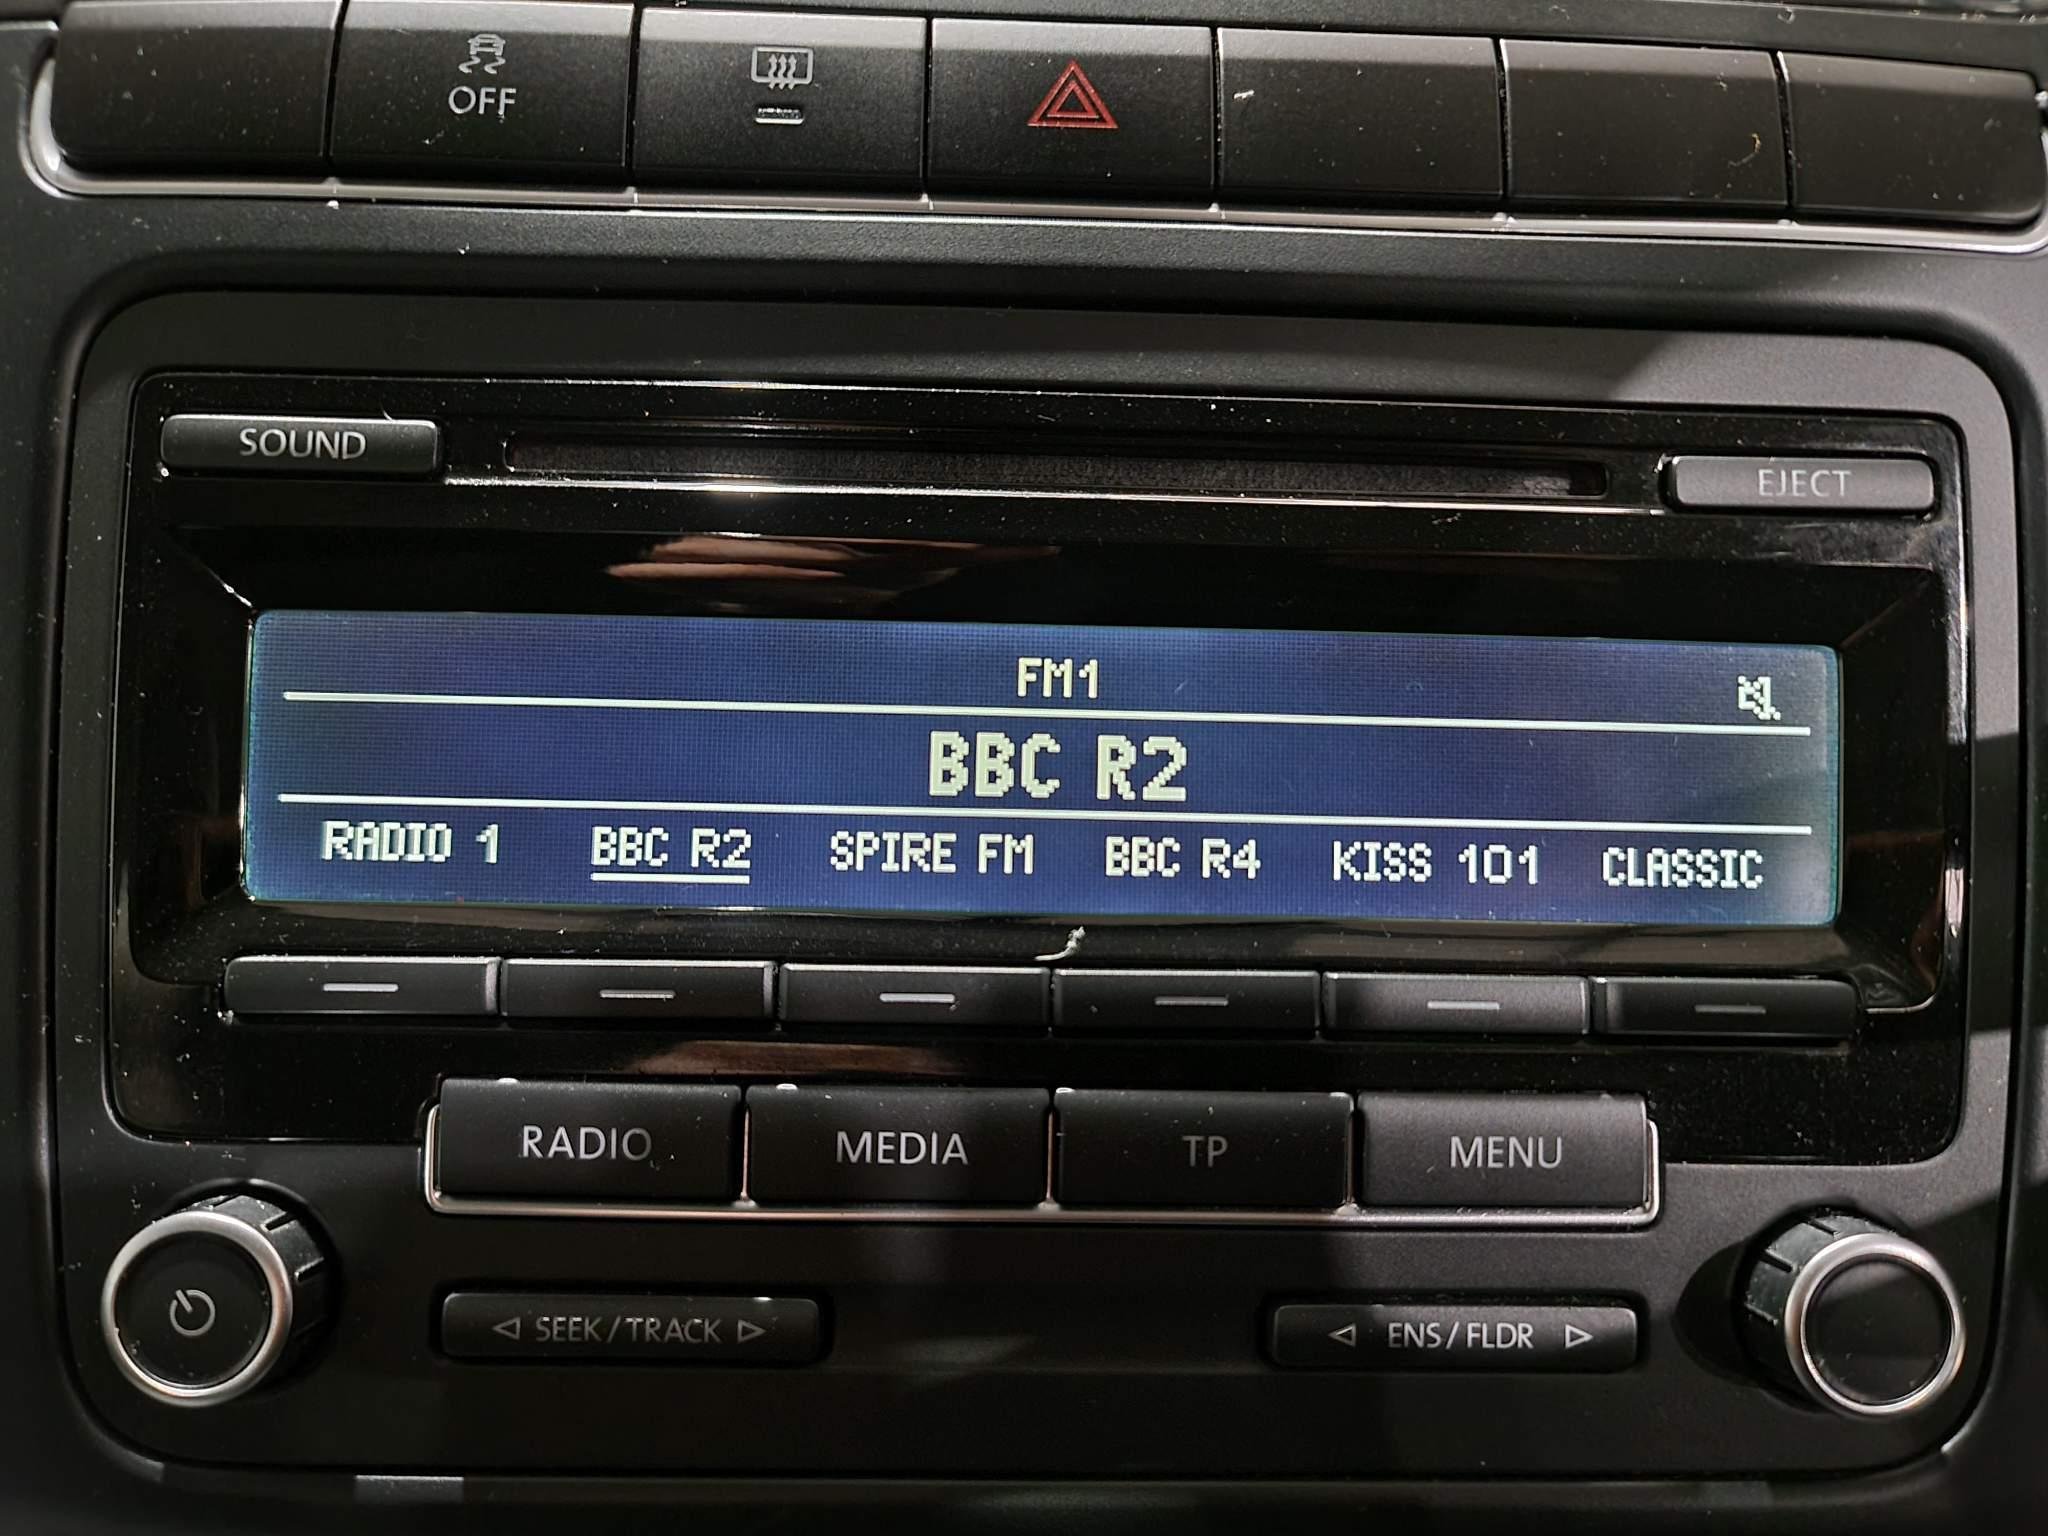 OFF
SOUND
EJECT
FM1
BBC R2
RADIO 1 BBC R2 SPIRE FM BBC R4 KISS 101 CLASSIC
RADIO MEDIA TP MENU
SEEK/TRACK ENS/FLDR